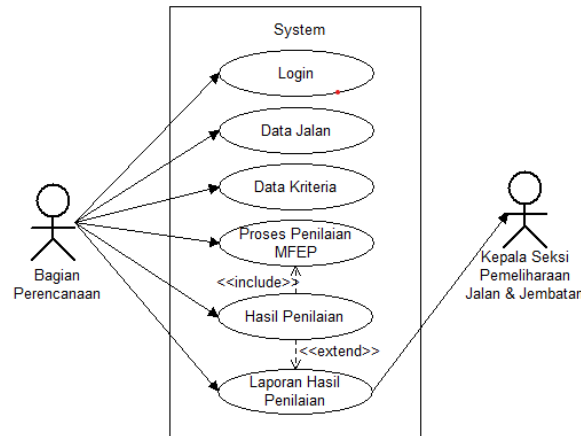 System
Login
Data Jalan
Data Kriteria
Proses Penilaian
MFEP
<<include>>
Hasil Penilaian
<<extend>>
Laporan Hasil
Penilaian
Bagian
Perencanaan
Kepala Seksi
Pemeliharaan
Jalan & Jembatan